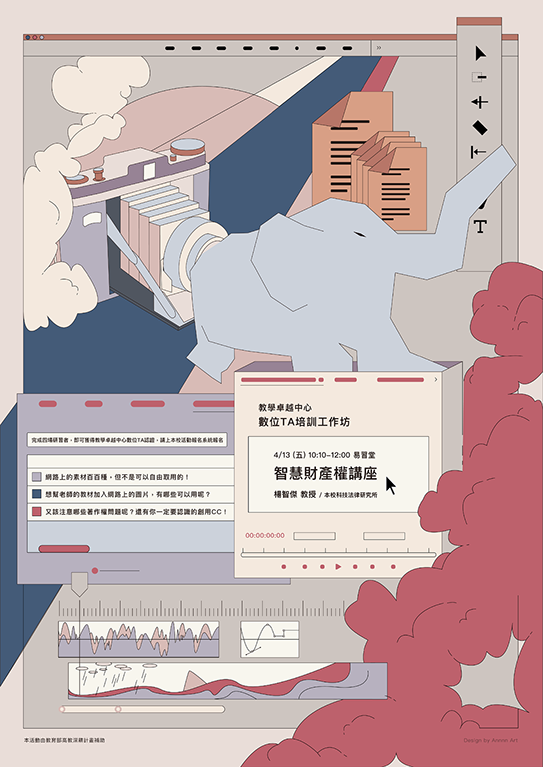 T
教學卓越中心
數位TA培訓工作坊
完成四場研習者，即可獲得教學卓越中心數位TA認證，請上本校活動報名系統報名
4/13 (五) 10:10-12:00 易習堂
智慧財產權講座
楊智傑 教授 / 本校科技法律研究所
網路上的素材百百種，但不是可以自由取用的！
想幫老師的教材加入網路上的圖片，有哪些可以用呢？
又該注意哪些著作權問題呢？還有你一定要認識的創用CC！
00:00:00:00
本活動由教育部高教深耕計畫補助
Design by Annie Art